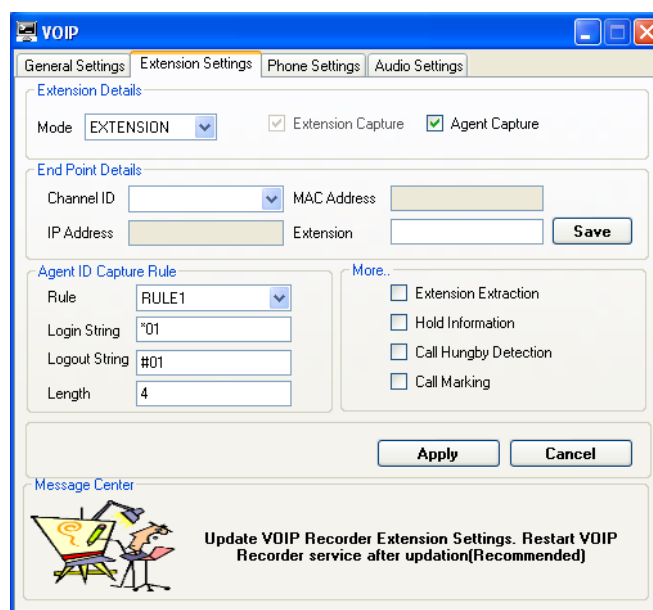 VOIP
General Settings Extension Settings Phone Settings Audio Settings
Extension Details
Mode EXTENSION Extension Capture Agent Capture
End Point Details
Channel ID MAC Address
IP Address Extension Save
Agent ID Capture Rule
Rule RULE1
Login String *01
Logout String #01
Length 4
More..
Extension Extraction
Hold Information
Call Hungby Detection
Call Marking
Apply Cancel
Message Center
Update VOIP Recorder Extension Settings. Restart VOIP
Recorder service after updation(Recommended)